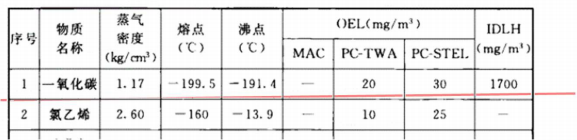 序号 物质名称 蒸气密度(kg/cm³) 熔点(℃) 沸点(℃) OEL(mg/m³) IDLH(mg/m³)
MAC PC-TWA PC-STEL
1 一氧化碳 1.17 －199.5 －191.4 — 20 30 1700
2 氯乙烯 2.60 －160 －13.9 — 10 25 —